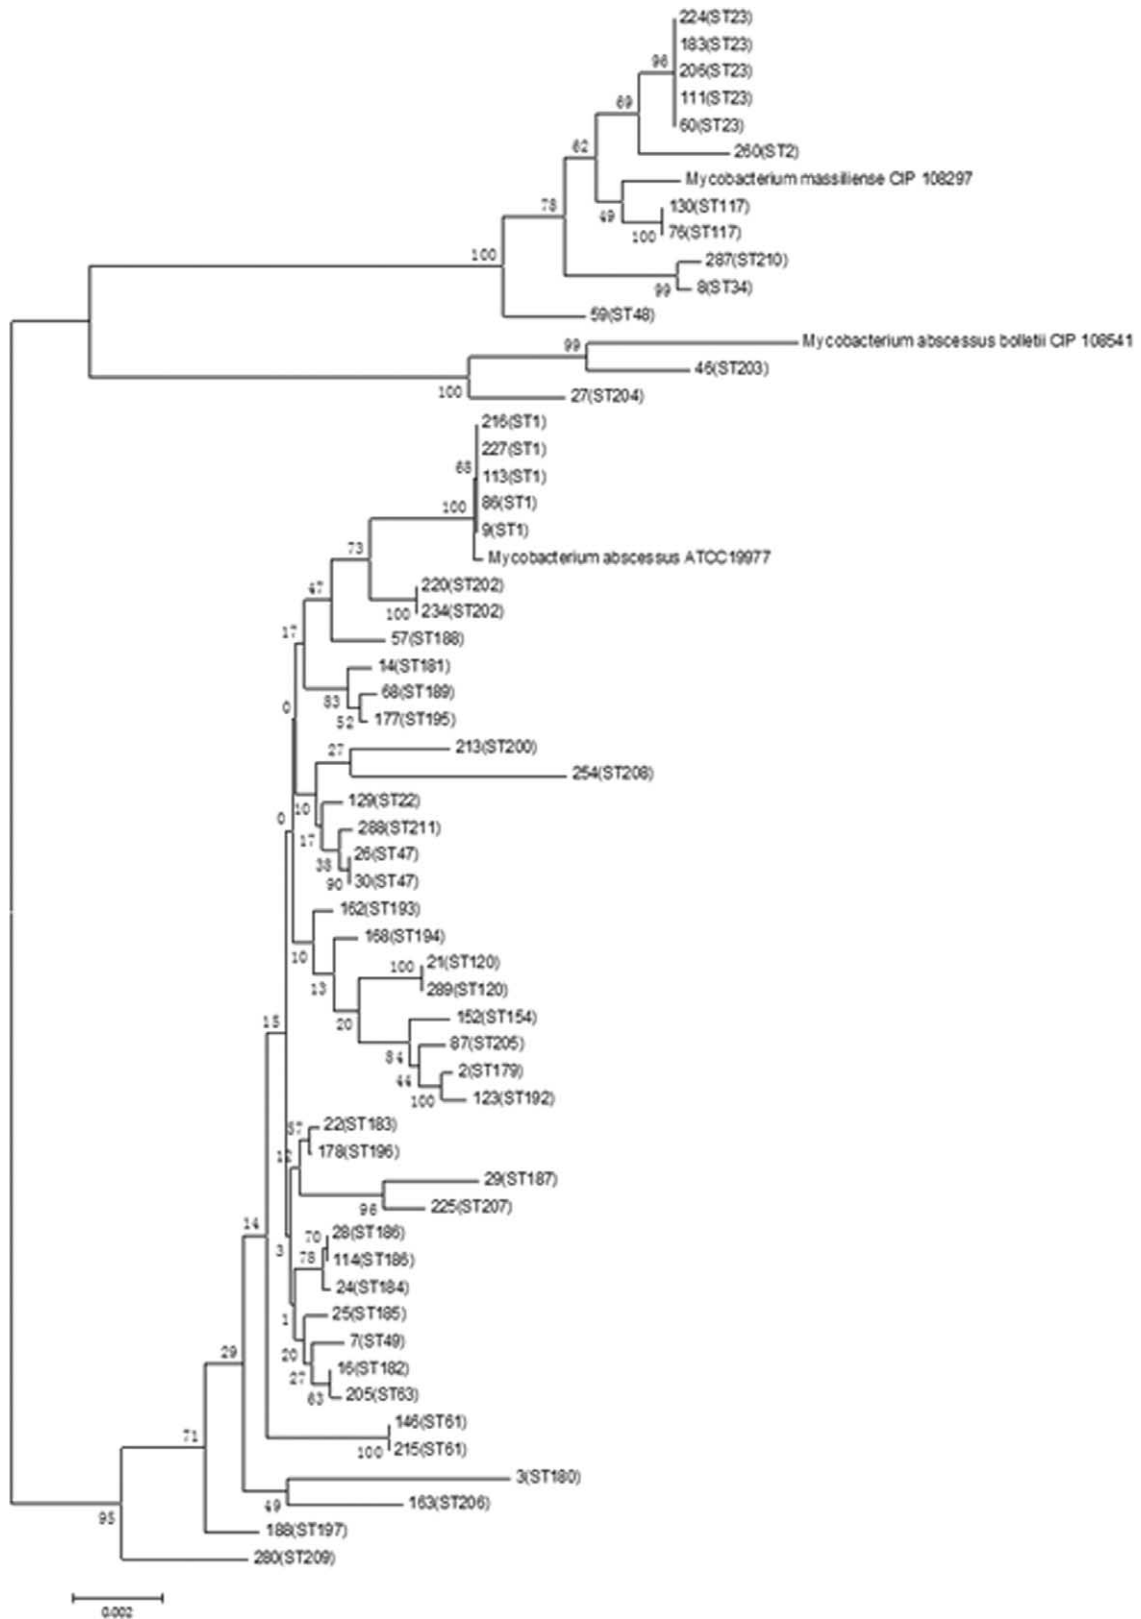 224(ST23)
183(ST23)
96
206(ST23)
111(ST23)
69
60(ST23)
62
260(ST2)
Mycobacterium massiliense CIP 108297
78
130(ST117)
49
76(ST117)
100
100
287(ST210)
99
8(ST34)
59(ST48)
Mycobacterium abscessus bolletii CIP 108541
99
46(ST203)
100
27(ST204)
216(ST1)
227(ST1)
68
113(ST1)
100
86(ST1)
9(ST1)
73
Mycobacterium abscessus ATCC19977
47
220(ST202)
100
234(ST202)
17
57(ST188)
14(ST181)
83
68(ST189)
0
52
177(ST195)
27
213(ST200)
254(ST208)
10
129(ST22)
0
288(ST211)
17
38
26(ST47)
90
30(ST47)
162(ST193)
168(ST194)
10
100
21(ST120)
13
289(ST120)
20
152(ST154)
87(ST205)
84
2(ST179)
44
100
123(ST192)
22(ST183)
178(ST196)
29(ST187)
96
225(ST207)
14
70
28(ST186)
3
78
114(ST186)
24(ST184)
1
25(ST185)
20
7(ST49)
29
27
16(ST182)
63
205(ST63)
146(ST61)
71
100
215(ST61)
3(ST180)
49
163(ST206)
95
188(ST197)
280(ST209)
0.002